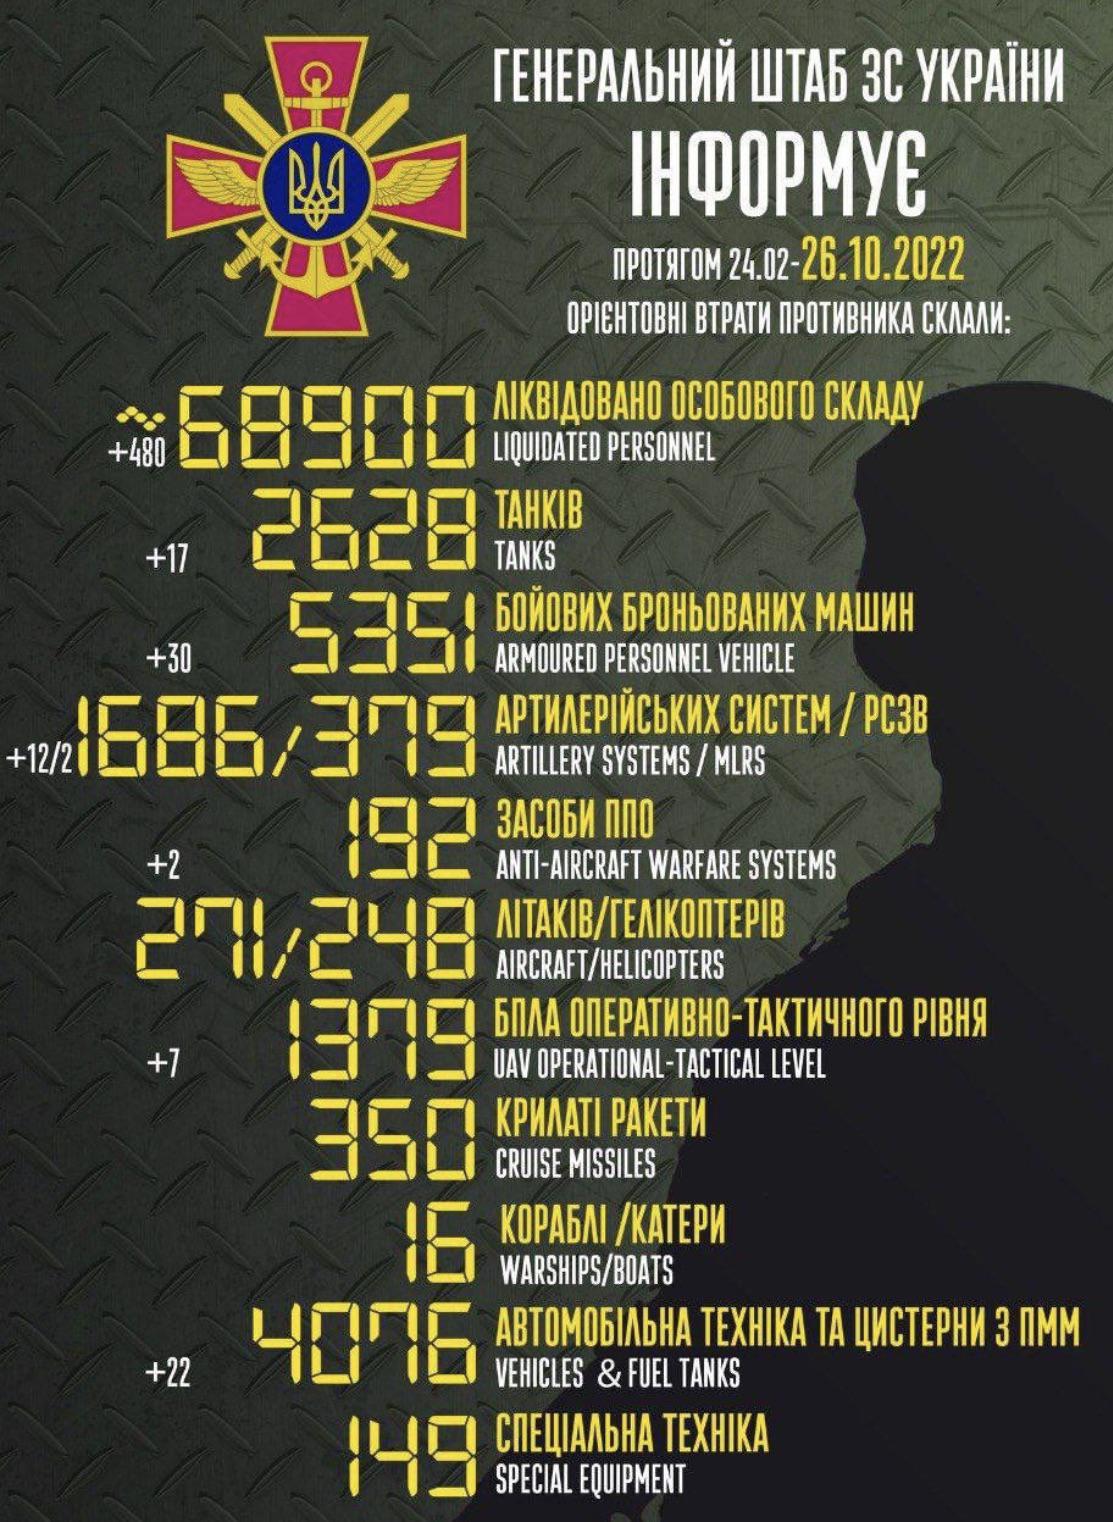 ГЕНЕРАЛЬНИЙ ШТАБ ЗС УКРАЇНИ
ІНФОРМУЄ
ПРОТЯГОМ 24.02-26.10.2022
ОРІЄНТОВНІ ВТРАТИ ПРОТИВНИКА СКЛАЛИ:
≈68900 ЛІКВІДОВАНО ОСОБОВОГО СКЛАДУ
+480 LIQUIDATED PERSONNEL
2628 ТАНКІВ
+17 TANKS
5351 БОЙОВИХ БРОНЬОВАНИХ МАШИН
+30 ARMOURED PERSONNEL VEHICLE
1686/379 АРТИЛЕРІЙСЬКИХ СИСТЕМ / РСЗВ
+12/2 ARTILLERY SYSTEMS / MLRS
192 ЗАСОБИ ППО
+2 ANTI-AIRCRAFT WARFARE SYSTEMS
271/248 ЛІТАКІВ/ГЕЛІКОПТЕРІВ
AIRCRAFT/HELICOPTERS
1379 БПЛА ОПЕРАТИВНО-ТАКТИЧНОГО РІВНЯ
+7 UAV OPERATIONAL-TACTICAL LEVEL
350 КРИЛАТІ РАКЕТИ
CRUISE MISSILES
16 КОРАБЛІ /КАТЕРИ
WARSHIPS/BOATS
4076 АВТОМОБІЛЬНА ТЕХНІКА ТА ЦИСТЕРНИ З ПММ
+22 VEHICLES & FUEL TANKS
149 СПЕЦІАЛЬНА ТЕХНІКА
SPECIAL EQUIPMENT